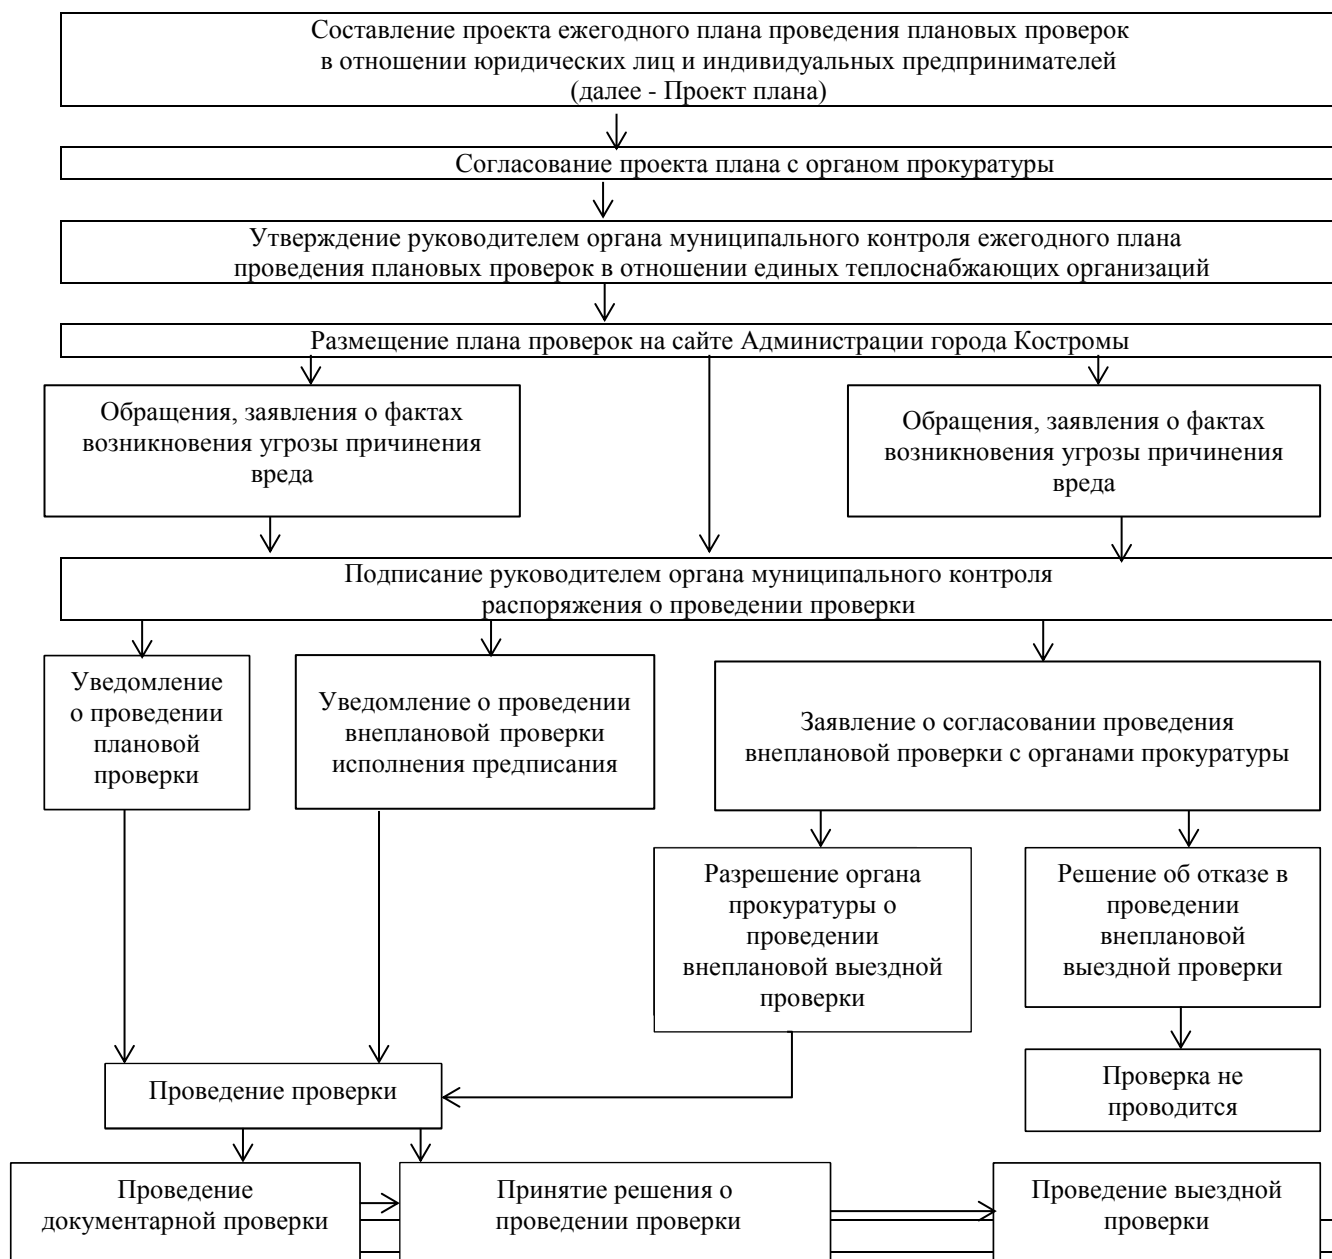 Составление проекта ежегодного плана проведения плановых проверок
в отношении юридических лиц и индивидуальных предпринимателей
(далее - Проект плана)
Согласование проекта плана с органом прокуратуры
Утверждение руководителем органа муниципального контроля ежегодного плана
проведения плановых проверок в отношении единых теплоснабжающих организаций
Размещение плана проверок на сайте Администрации города Костромы
Обращения, заявления о фактах
возникновения угрозы причинения
вреда
Обращения, заявления о фактах
возникновения угрозы причинения
вреда
Подписание руководителем органа муниципального контроля
распоряжения о проведении проверки
Уведомление
о проведении
плановой
проверки
Уведомление о проведении
внеплановой проверки
исполнения предписания
Заявление о согласовании проведения
внеплановой проверки с органами прокуратуры
Разрешение органа
прокуратуры о
проведении
внеплановой выездной
проверки
Решение об отказе в
проведении
внеплановой
выездной проверки
Проведение проверки
Проверка не
проводится
Проведение
документарной проверки
Принятие решения о
проведении проверки
Проведение выездной
проверки